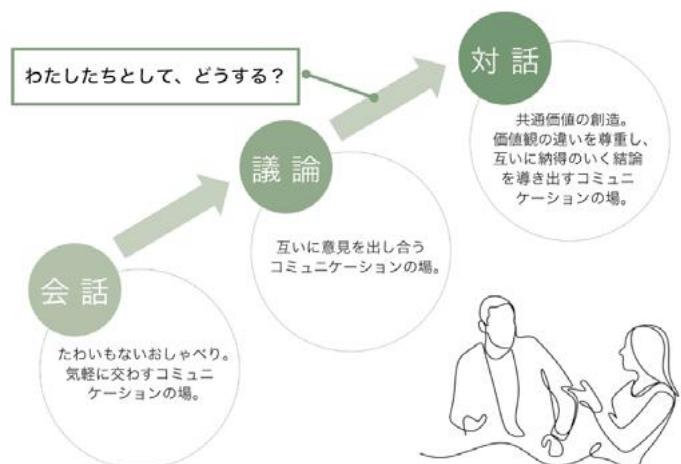 わたしたちとして、どうする？
対話
共通価値の創造。
価値観の違いを尊重し、
互いに納得のいく結論
を導き出すコミュニ
ケーションの場。
議論
互いに意見を出し合う
コミュニケーションの場。
会話
たわいもないおしゃべり。
気軽に交わすコミュニ
ケーションの場。